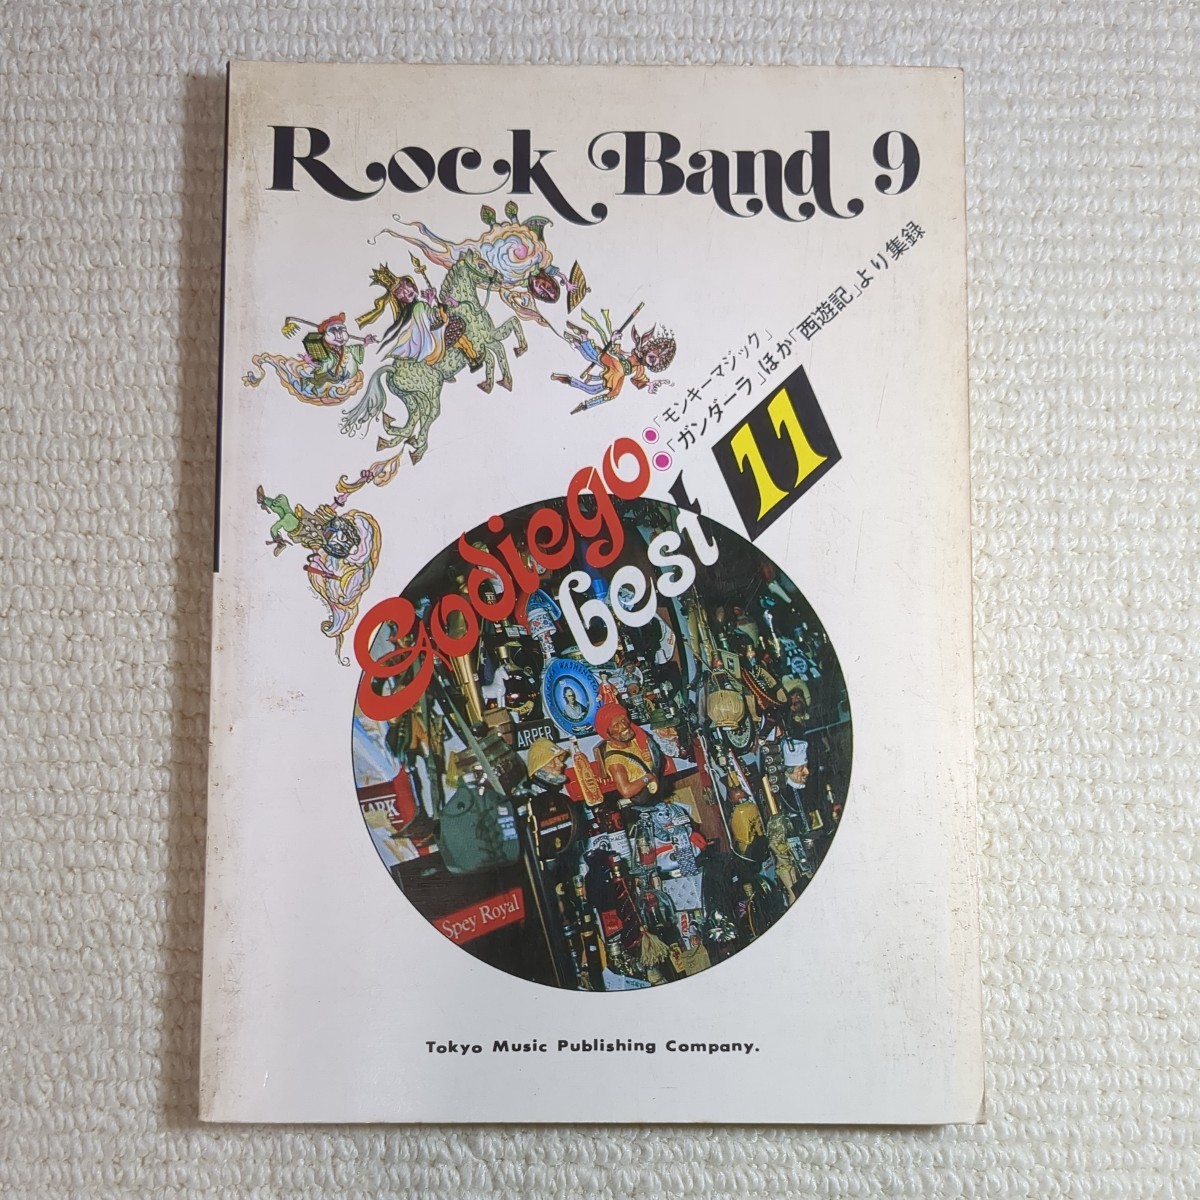 Rock Band 9
「モンキーマジック」
「ガンダーラ」ほか「西遊記」より集録
Godiego
best 11
ARPER
LARK
Spey Royal
Tokyo Music Publishing Company.